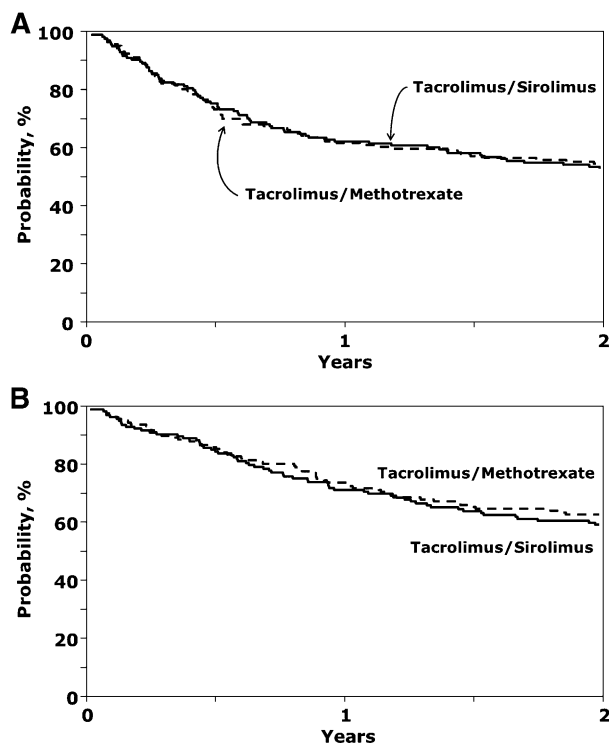 A
100
80
60
40
20
0
Probability, %
Tacrolimus/Sirolimus
Tacrolimus/Methotrexate
0
1
2
Years
B
100
80
60
40
20
0
Probability, %
Tacrolimus/Methotrexate
Tacrolimus/Sirolimus
0
1
2
Years